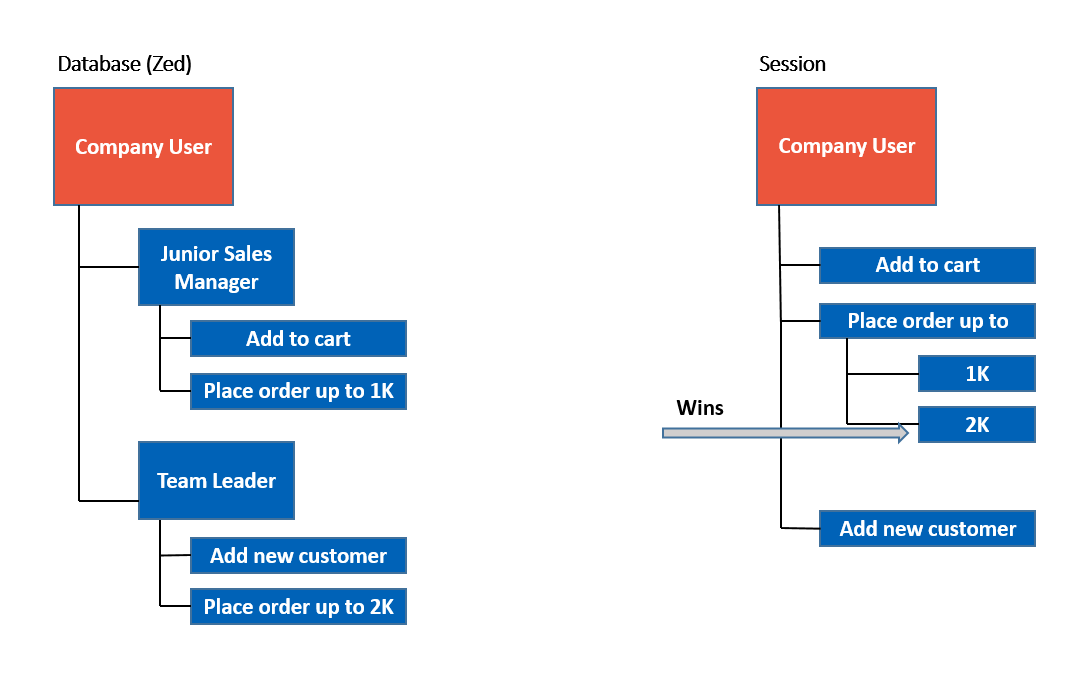 Database (Zed)
Company User
Junior Sales
Manager
Add to cart
Place order up to 1K
Team Leader
Add new customer
Place order up to 2K
Session
Company User
Add to cart
Place order up to
1K
Wins
2K
Add new customer